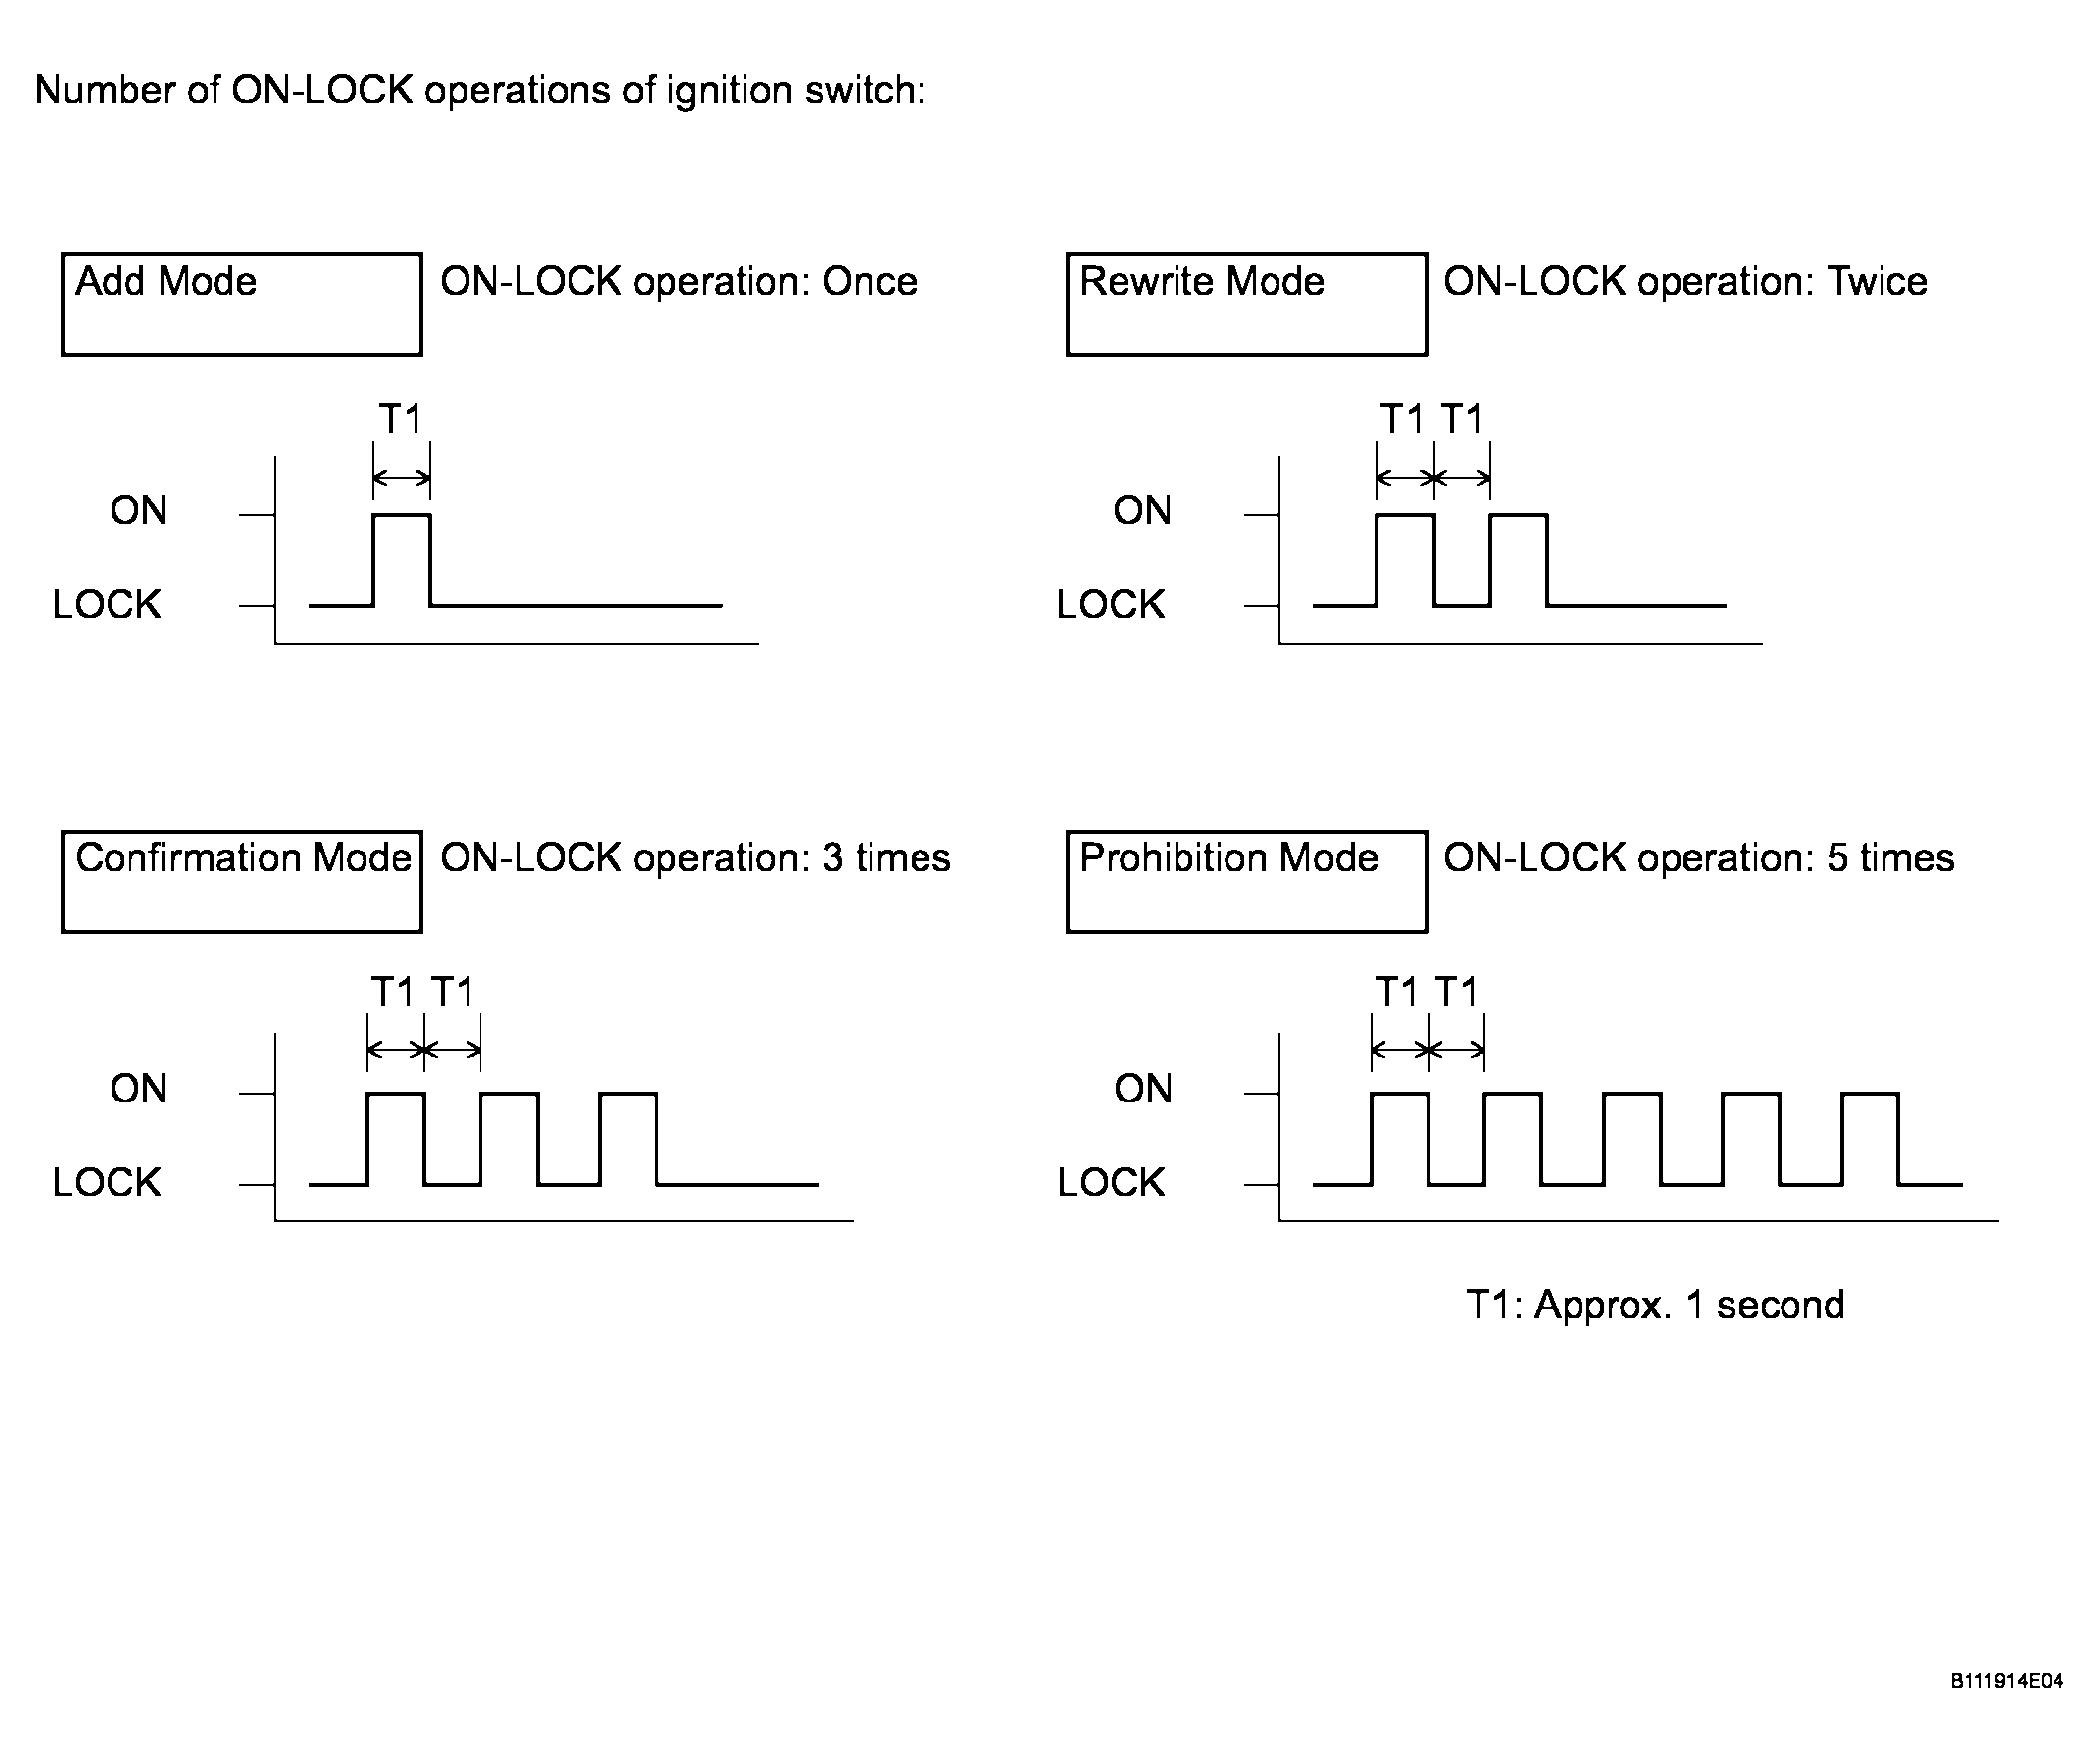 Number of ON-LOCK operations of ignition switch:
Add Mode
ON-LOCK operation: Once
T1
ON
LOCK
Rewrite Mode
ON-LOCK operation: Twice
T1 T1
ON
LOCK
Confirmation Mode
ON-LOCK operation: 3 times
T1 T1
ON
LOCK
Prohibition Mode
ON-LOCK operation: 5 times
T1 T1
ON
LOCK
T1: Approx. 1 second
B111914E04